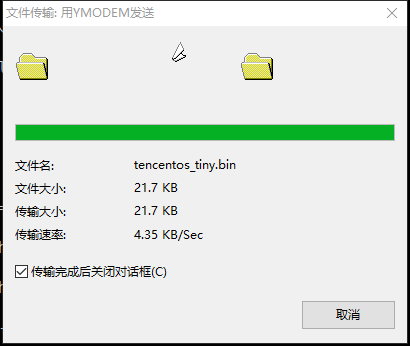 文件传输: 用YMODEM发送
文件名: tencentos_tiny.bin
文件大小: 21.7 KB
传输大小: 21.7 KB
传输速率: 4.35 KB/Sec
传输完成后关闭对话框(C)
取消